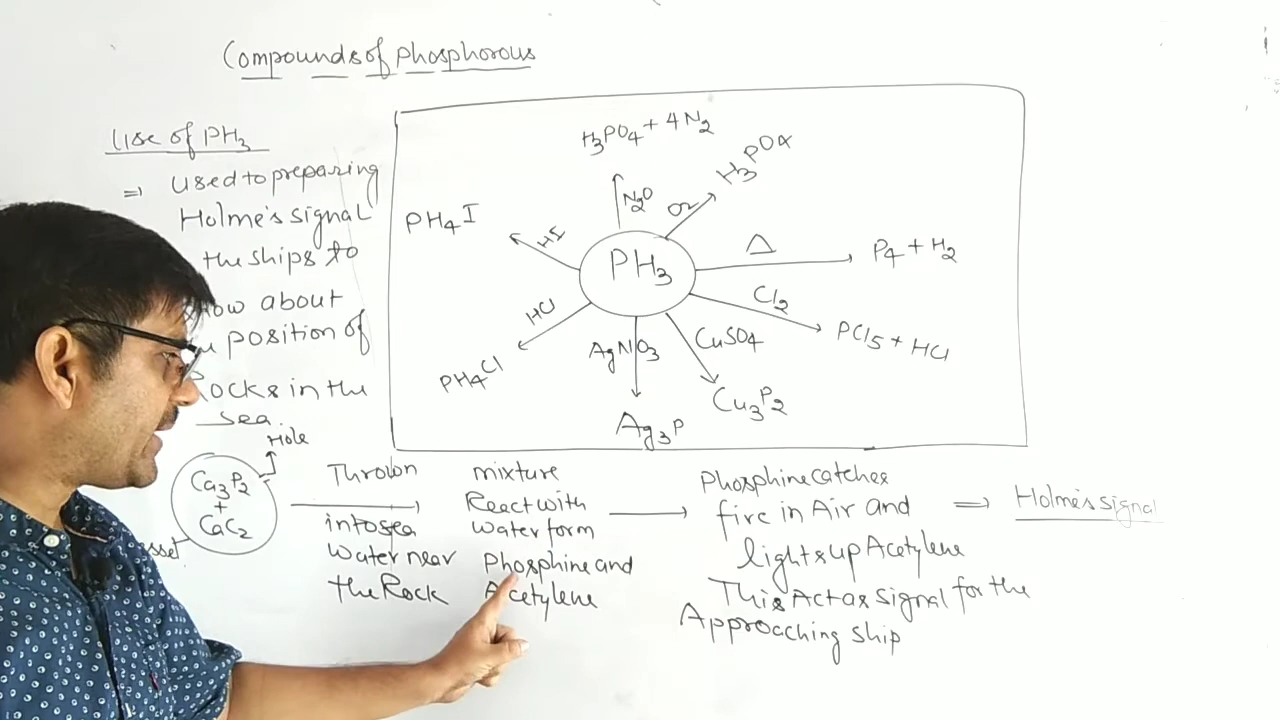 Compounds of Phosphorous
Use of PH3
⇒ used to preparing
Holme's signal
the ships to
about
position of
Rocks in the
sea.
H3PO4 + 4N2
N2O
O2
H3PO4
PH4I
HI
PH3
Δ
P4 + H2
Cl2
PCl5 + HCl
HCl
PH4Cl
AgNO3
Ag3P
CuSO4
Cu3P2
Hole
Ca3P2
+
CaC2
Thrown
into sea
water near
the Rock
mixture
React with
water form
Phosphine and
Acetylene
Phosphine catches
fire in Air and
lights up Acetylene
This Act as signal for the
Approaching ship
⇒ Holme's signal